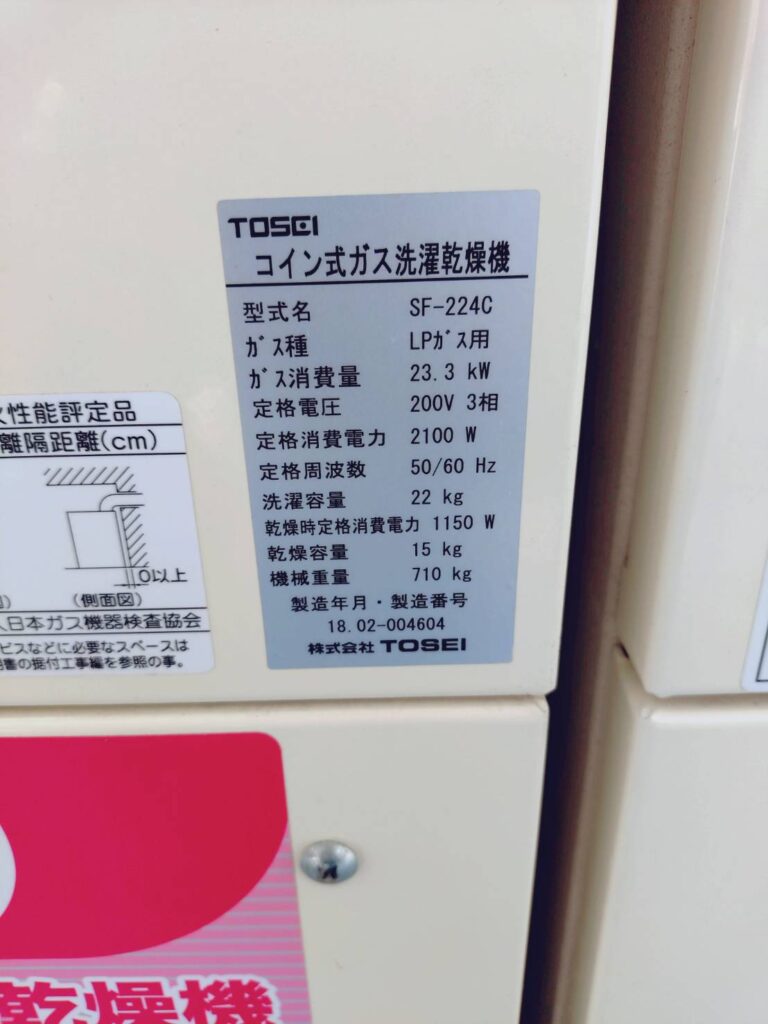 TOSEI
コイン式ガス洗濯乾燥機
型式名 SF-224C
ガス種 LPガス用
ガス消費量 23.3 kW
定格電圧 200V 3相
定格消費電力 2100 W
定格周波数 50/60 Hz
洗濯容量 22 kg
乾燥時定格消費電力 1150 W
乾燥容量 15 kg
機械重量 710 kg
製造年月・製造番号
18.02-004604
株式会社 TOSEI
性能評定品
離隔距離(cm)
0以上
(側面図)
日本ガス機器検査協会
ビスなどに必要なスペースは
書の据付工事編を参照の事。
乾燥機